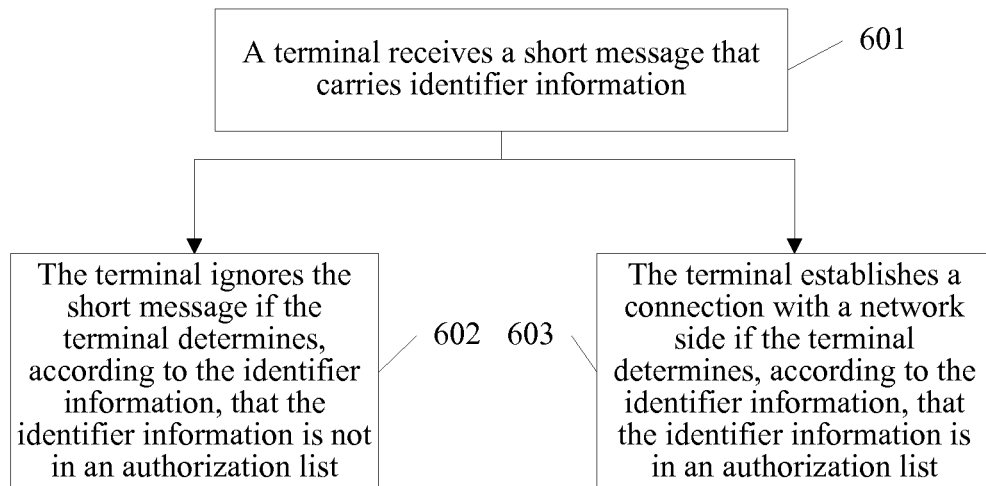 A terminal receives a short message that
carries identifier information
601
The terminal ignores the
short message if the
terminal determines,
according to the identifier
information, that the
identifier information is not
in an authorization list
602
603
The terminal establishes a
connection with a network
side if the terminal
determines, according to the
identifier information, that
the identifier information is
in an authorization list